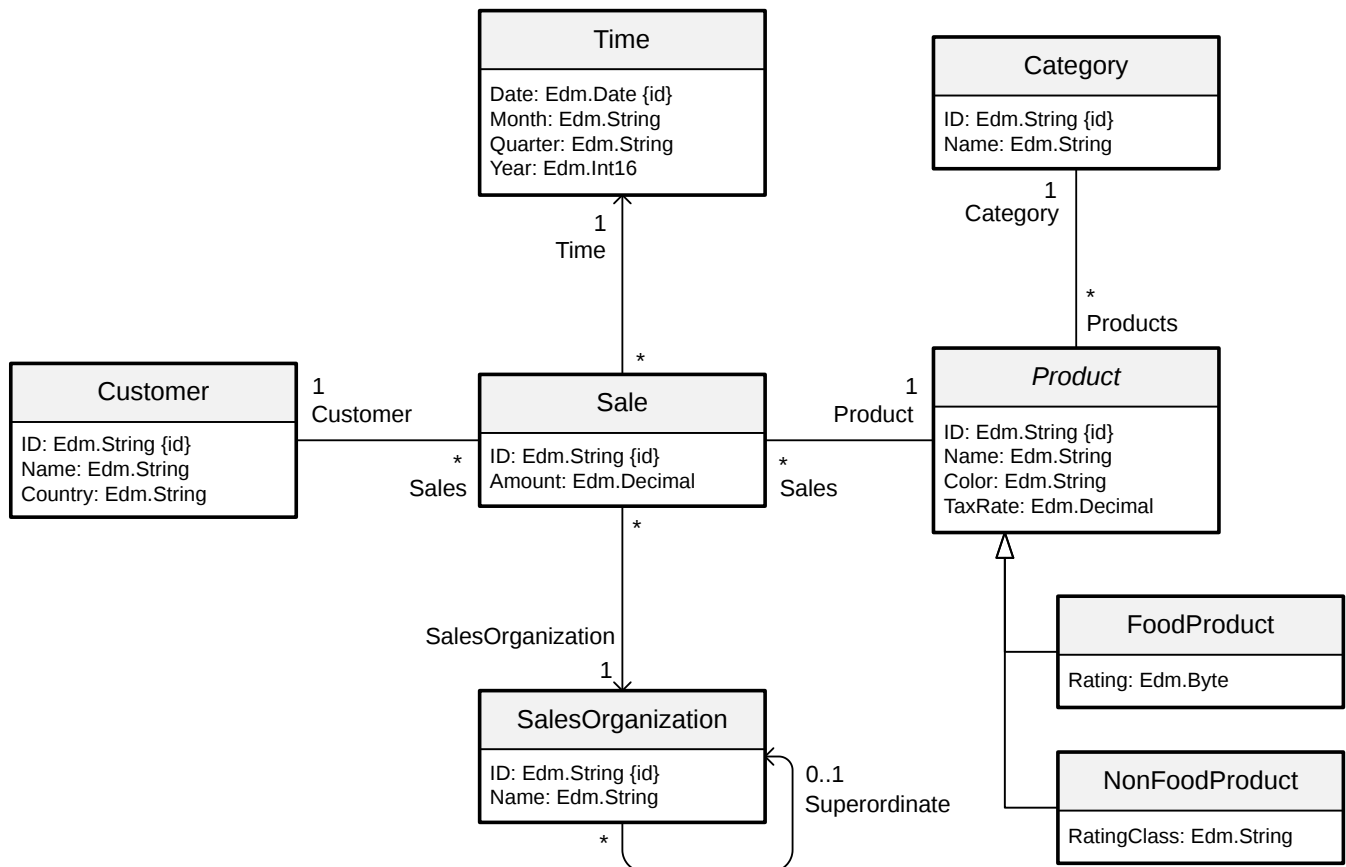 Time
Date: Edm.Date {id}
Month: Edm.String
Quarter: Edm.String
Year: Edm.Int16
Category
ID: Edm.String {id}
Name: Edm.String
1
Time
1
Category
*
Products
*
Customer
ID: Edm.String {id}
Name: Edm.String
Country: Edm.String
1
Customer
*
Sales
Sale
ID: Edm.String {id}
Amount: Edm.Decimal
1
Product
*
Sales
Product
ID: Edm.String {id}
Name: Edm.String
Color: Edm.String
TaxRate: Edm.Decimal
*
SalesOrganization
1
FoodProduct
Rating: Edm.Byte
SalesOrganization
ID: Edm.String {id}
Name: Edm.String
0..1
Superordinate
*
NonFoodProduct
RatingClass: Edm.String